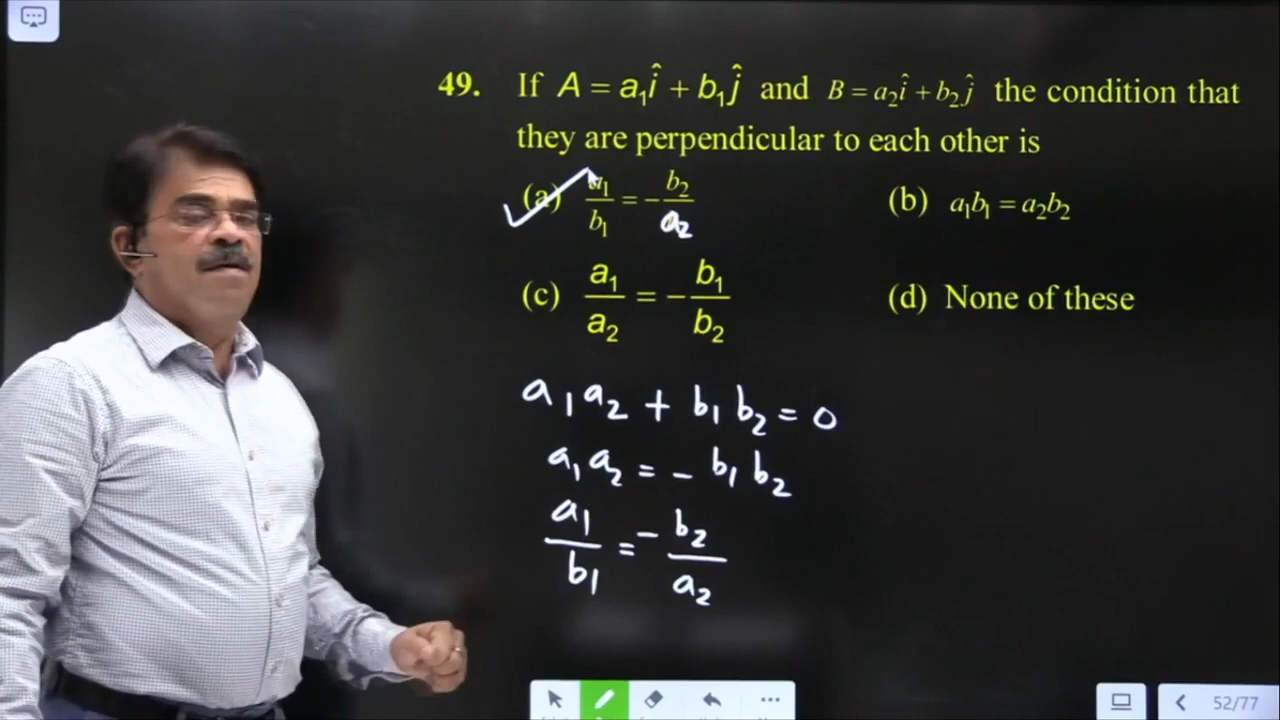 49. If A = a₁î + b₁ĵ and B = a₂î + b₂ĵ the condition that
they are perpendicular to each other is
(a) a₁/b₁ = -b₂/a₂ (b) a₁b₁ = a₂b₂
(c) a₁/a₂ = -b₁/b₂ (d) None of these
a₁a₂ + b₁b₂ = 0
a₁a₂ = - b₁b₂
a₁/b₁ = -b₂/a₂
52/77